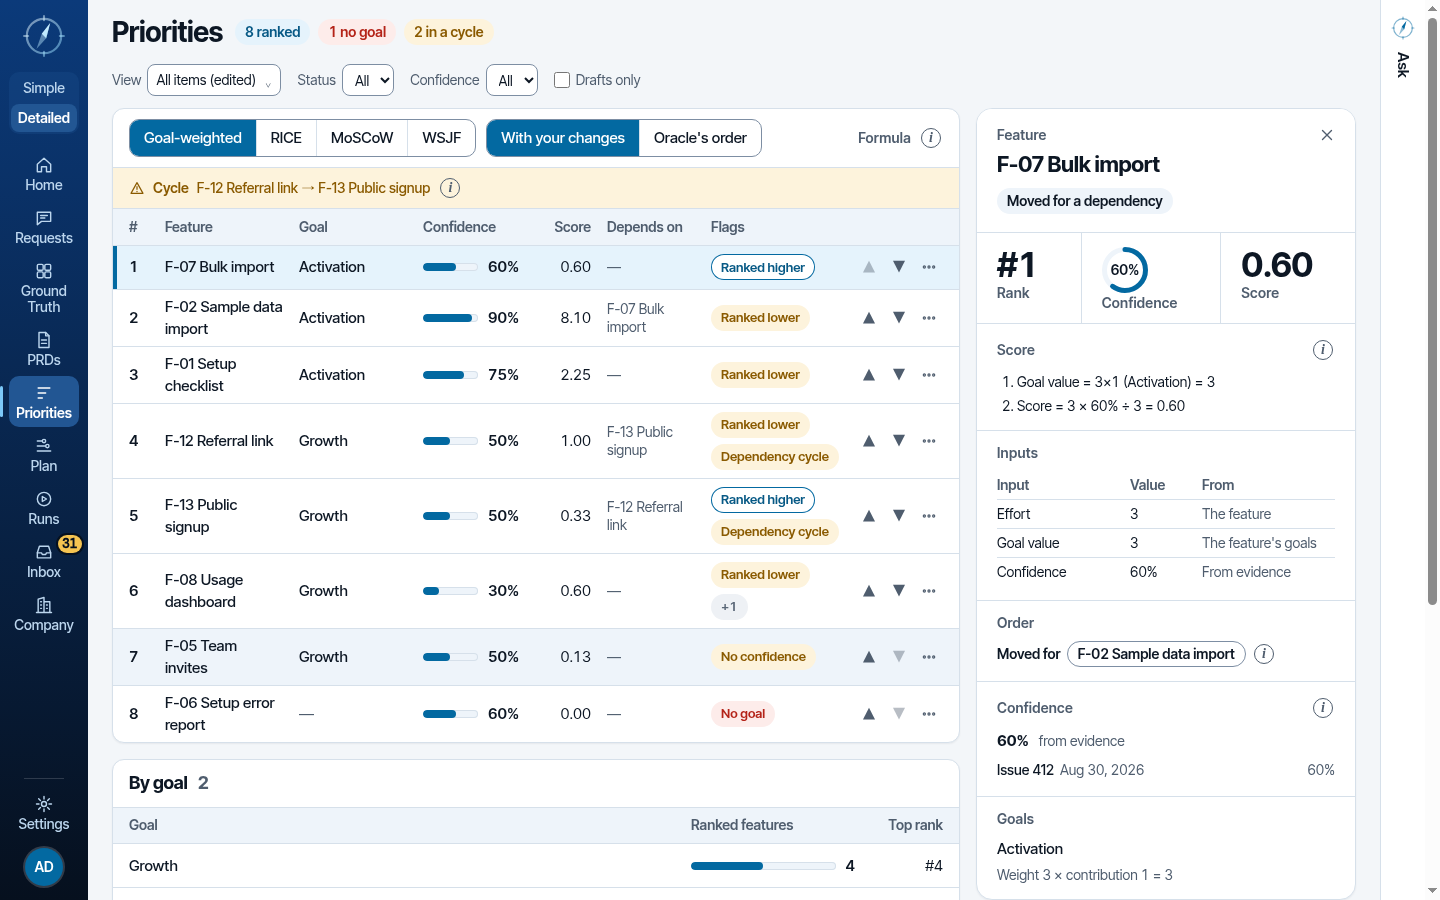 Priorities
8 ranked
1 no goal
2 in a cycle
View
All items (edited)
Status
All
Confidence
All
Drafts only
Simple
Detailed
Home
Requests
Ground
Truth
PRDs
Priorities
Plan
Runs
31
Inbox
Company
Settings
AD
Goal-weighted
RICE
MoSCoW
WSJF
With your changes
Oracle's order
Formula
i
Cycle F-12 Referral link → F-13 Public signup
i
# Feature Goal Confidence Score Depends on Flags
1 F-07 Bulk import Activation 60% 0.60 — Ranked higher
2 F-02 Sample data import Activation 90% 8.10 F-07 Bulk import Ranked lower
3 F-01 Setup checklist Activation 75% 2.25 — Ranked lower
4 F-12 Referral link Growth 50% 1.00 F-13 Public signup Ranked lower Dependency cycle
5 F-13 Public signup Growth 50% 0.33 F-12 Referral link Ranked higher Dependency cycle
6 F-08 Usage dashboard Growth 30% 0.60 — Ranked lower +1
7 F-05 Team invites Growth 50% 0.13 — No confidence
8 F-06 Setup error report — 60% 0.00 — No goal
By goal 2
Goal Ranked features Top rank
Growth 4 #4
Feature
F-07 Bulk import
Moved for a dependency
#1
Rank
60%
Confidence
0.60
Score
Score
i
1. Goal value = 3×1 (Activation) = 3
2. Score = 3 × 60% ÷ 3 = 0.60
Inputs
Input Value From
Effort 3 The feature
Goal value 3 The feature's goals
Confidence 60% From evidence
Order
Moved for F-02 Sample data import
i
Confidence
i
60% from evidence
Issue 412 Aug 30, 2026 60%
Goals
Activation
Weight 3 × contribution 1 = 3
Ask